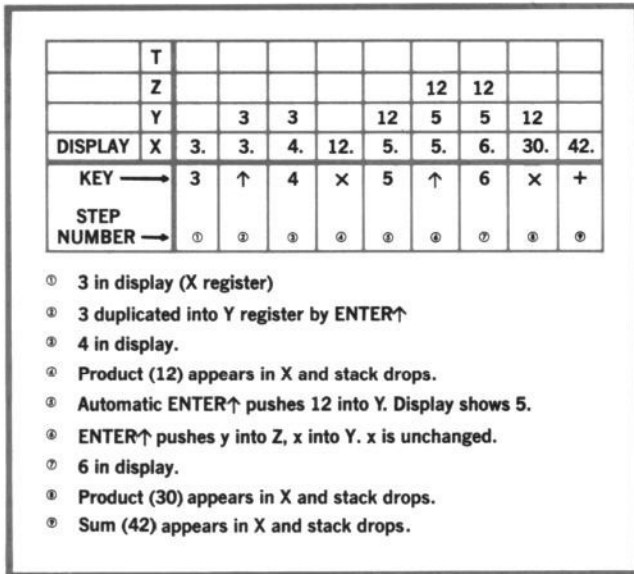 T
Z 12 12
Y 3 3 12 5 5 12
DISPLAY X 3. 3. 4. 12. 5. 5. 6. 30. 42.
KEY → 3 ↑ 4 × 5 ↑ 6 × +
STEP
NUMBER → ① ② ③ ④ ⑤ ⑥ ⑦ ⑧ ⑨
① 3 in display (X register)
② 3 duplicated into Y register by ENTER↑
③ 4 in display.
④ Product (12) appears in X and stack drops.
⑤ Automatic ENTER↑ pushes 12 into Y. Display shows 5.
⑥ ENTER↑ pushes y into Z, x into Y. x is unchanged.
⑦ 6 in display.
⑧ Product (30) appears in X and stack drops.
⑨ Sum (42) appears in X and stack drops.